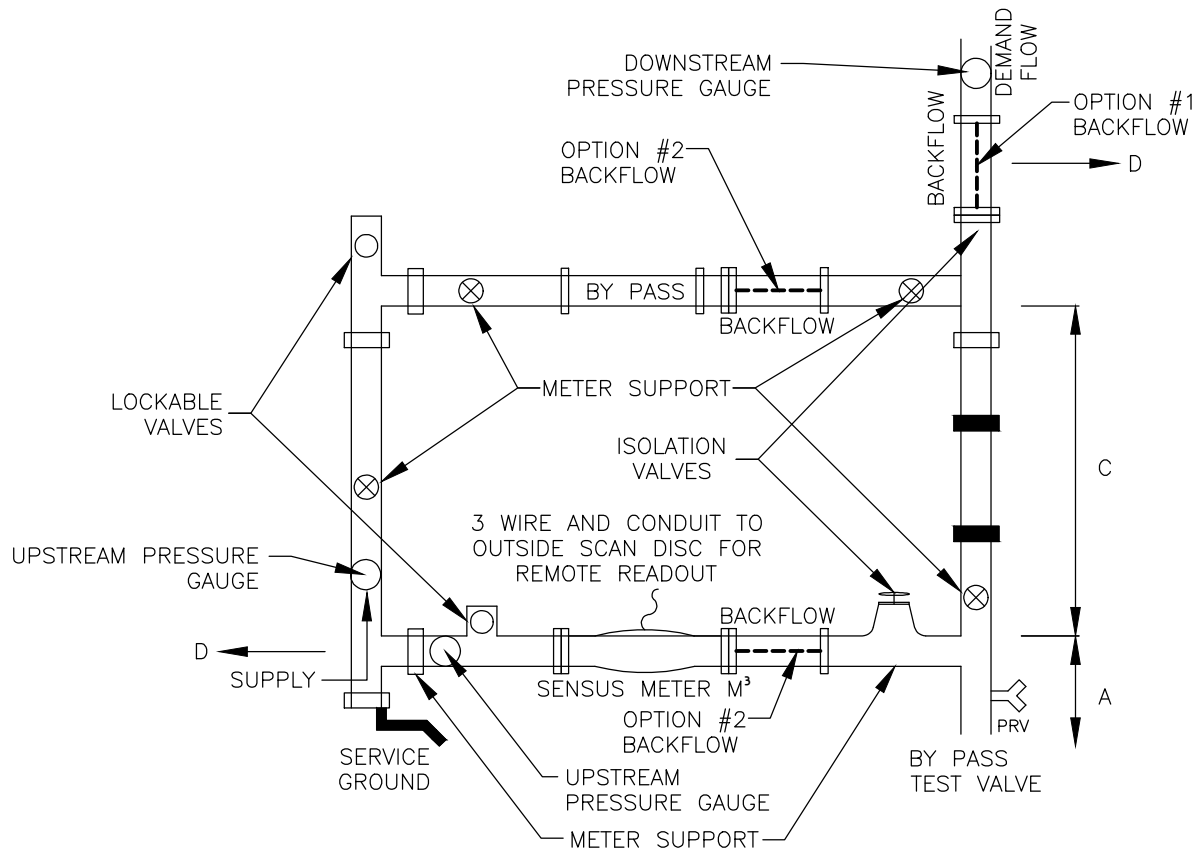 DOWNSTREAM
PRESSURE GAUGE
DEMAND
FLOW
OPTION #1
BACKFLOW
BACKFLOW
D
OPTION #2
BACKFLOW
BY PASS
BACKFLOW
LOCKABLE
VALVES
METER SUPPORT
ISOLATION
VALVES
C
3 WIRE AND CONDUIT TO
OUTSIDE SCAN DISC FOR
REMOTE READOUT
UPSTREAM PRESSURE
GAUGE
BACKFLOW
D
SUPPLY
SENSUS METER M³
OPTION #2
BACKFLOW
A
PRV
SERVICE
GROUND
BY PASS
TEST VALVE
UPSTREAM
PRESSURE GAUGE
METER SUPPORT